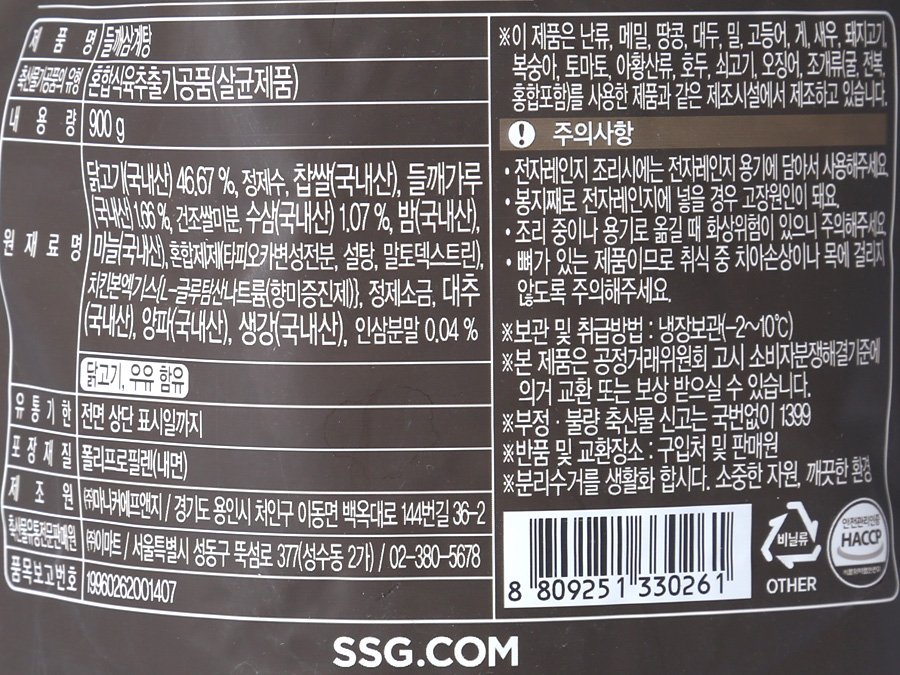 제 품 명 들깨삼계탕
축산물가공품의 유형 혼합식육추출가공품(살균제품)
내 용 량 900 g
원 재 료 명
닭고기(국내산) 46.67 %, 정제수, 찹쌀(국내산), 들깨가루
(국내산) 1.66 %, 건조쌀미분, 수삼(국내산) 1.07 %, 밤(국내산),
마늘(국내산), 혼합제제{타피오카변성전분, 설탕, 말토덱스트린},
치킨본엑기스{L-글루탐산나트륨(향미증진제)}, 정제소금, 대추
(국내산), 양파(국내산), 생강(국내산), 인삼분말 0.04 %
닭고기, 우유 함유
유 통 기 한 전면 상단 표시일까지
포 장 재 질 폴리프로필렌(내면)
제 조 원 ㈜마니커에프앤지 / 경기도 용인시 처인구 이동면 백옥대로 144번길 36-2
축산물유통전문판매원 ㈜이마트 / 서울특별시 성동구 뚝섬로 377(성수동 2가) / 02-380-5678
품목보고번호 19960262001407
※이 제품은 난류, 메밀, 땅콩, 대두, 밀, 고등어, 게, 새우, 돼지고기,
복숭아, 토마토, 아황산류, 호두, 쇠고기, 오징어, 조개류(굴, 전복,
홍합포함)를 사용한 제품과 같은 제조시설에서 제조하고 있습니다.
! 주의사항
• 전자레인지 조리시에는 전자레인지 용기에 담아서 사용해주세요.
• 봉지째로 전자레인지에 넣을 경우 고장원인이 돼요.
• 조리 중이나 용기로 옮길 때 화상위험이 있으니 주의해주세요.
• 뼈가 있는 제품이므로 취식 중 치아손상이나 목에 걸리지
않도록 주의해주세요.
※보관 및 취급방법 : 냉장보관(-2~10℃)
※본 제품은 공정거래위원회 고시 소비자분쟁해결기준에
의거 교환 또는 보상 받으실 수 있습니다.
※부정 · 불량 축산물 신고는 국번없이 1399
※반품 및 교환장소 : 구입처 및 판매원
※분리수거를 생활화 합시다. 소중한 자원, 깨끗한 환경
비닐류
OTHER
안전관리인증
HACCP
8 809251 330261
SSG.COM